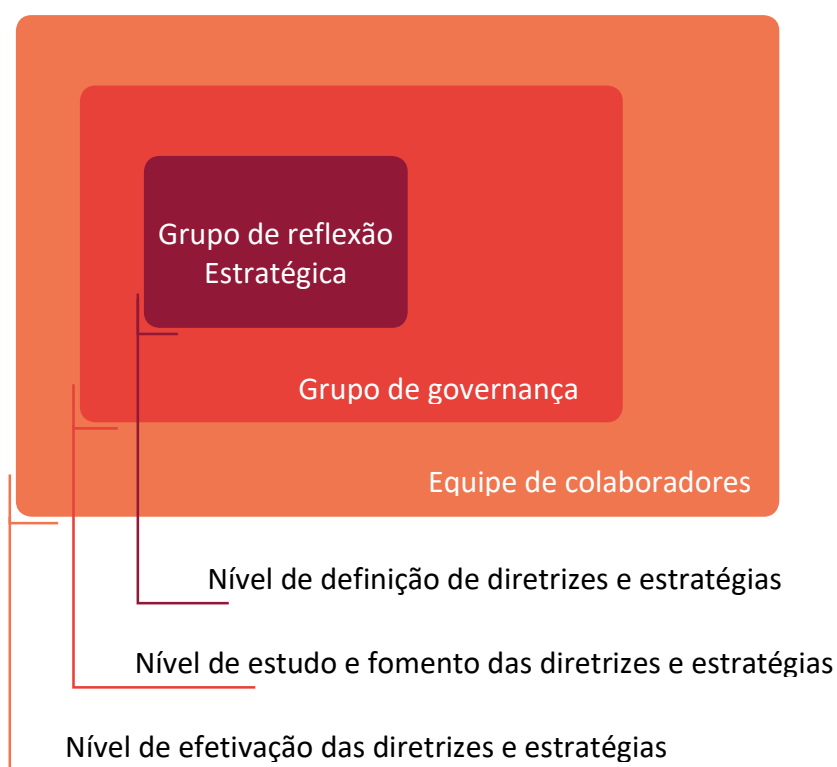 Grupo de reflexão
Estratégica
Grupo de governança
Equipe de colaboradores
Nível de definição de diretrizes e estratégias
Nível de estudo e fomento das diretrizes e estratégias
Nível de efetivação das diretrizes e estratégias